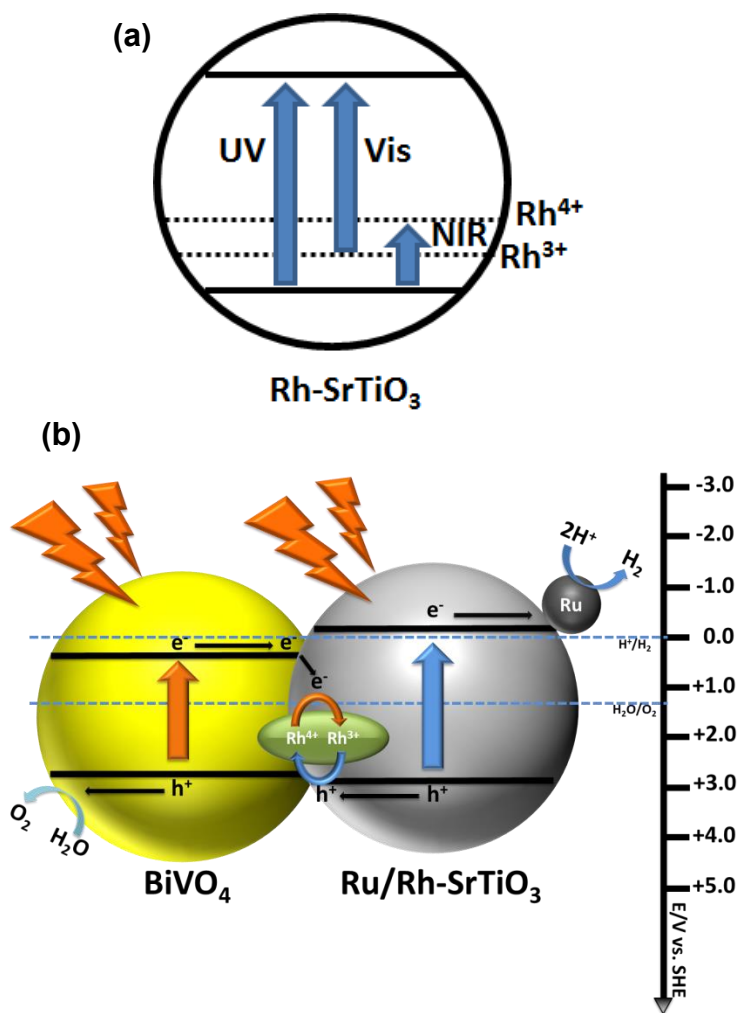 (a)
UV
Vis
NIR
Rh⁴⁺
Rh³⁺
Rh-SrTiO₃
(b)
-3.0
-2.0
-1.0
0.0
+1.0
+2.0
+3.0
+4.0
+5.0
E/V vs. SHE
2H⁺
H₂
Ru
e⁻
e⁻
e⁻
e⁻
H⁺/H₂
H₂O/O₂
Rh⁴⁺
Rh³⁺
h⁺
h⁺
h⁺
O₂
H₂O
BiVO₄
Ru/Rh-SrTiO₃